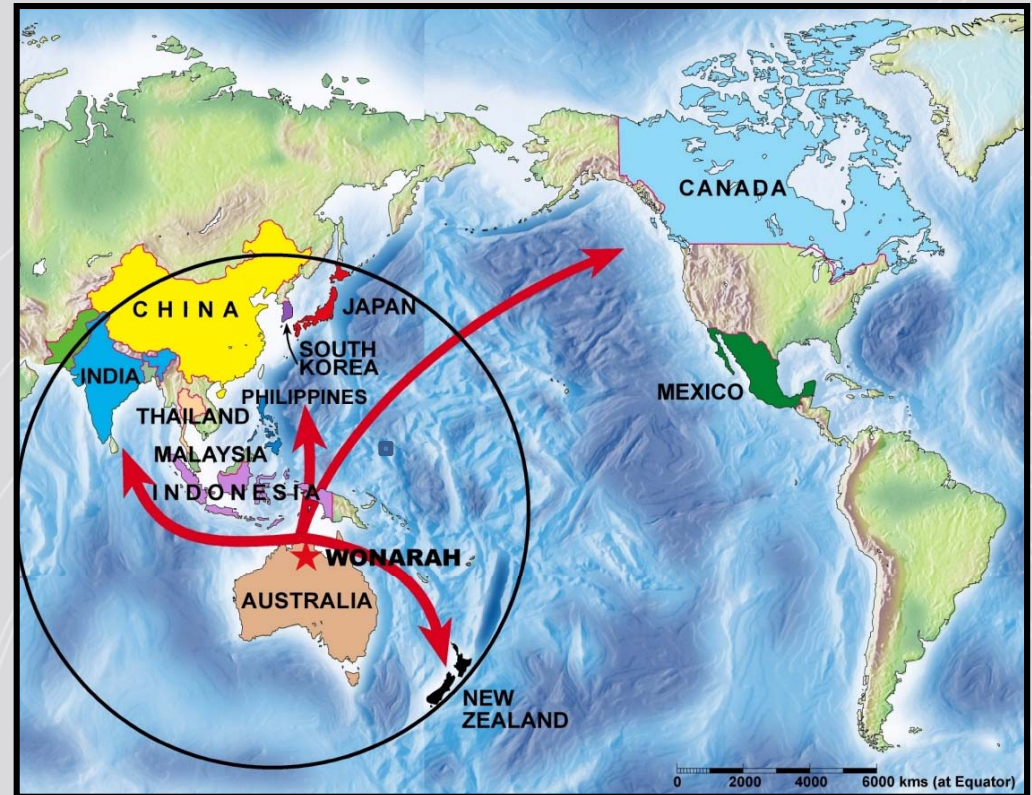 CANADA
CHINA
JAPAN
SOUTH
KOREA
INDIA
PHILIPPINES
MEXICO
THAILAND
MALAYSIA
INDONESIA
WONARAH
AUSTRALIA
NEW
ZEALAND
0 2000 4000 6000 kms (at Equator)